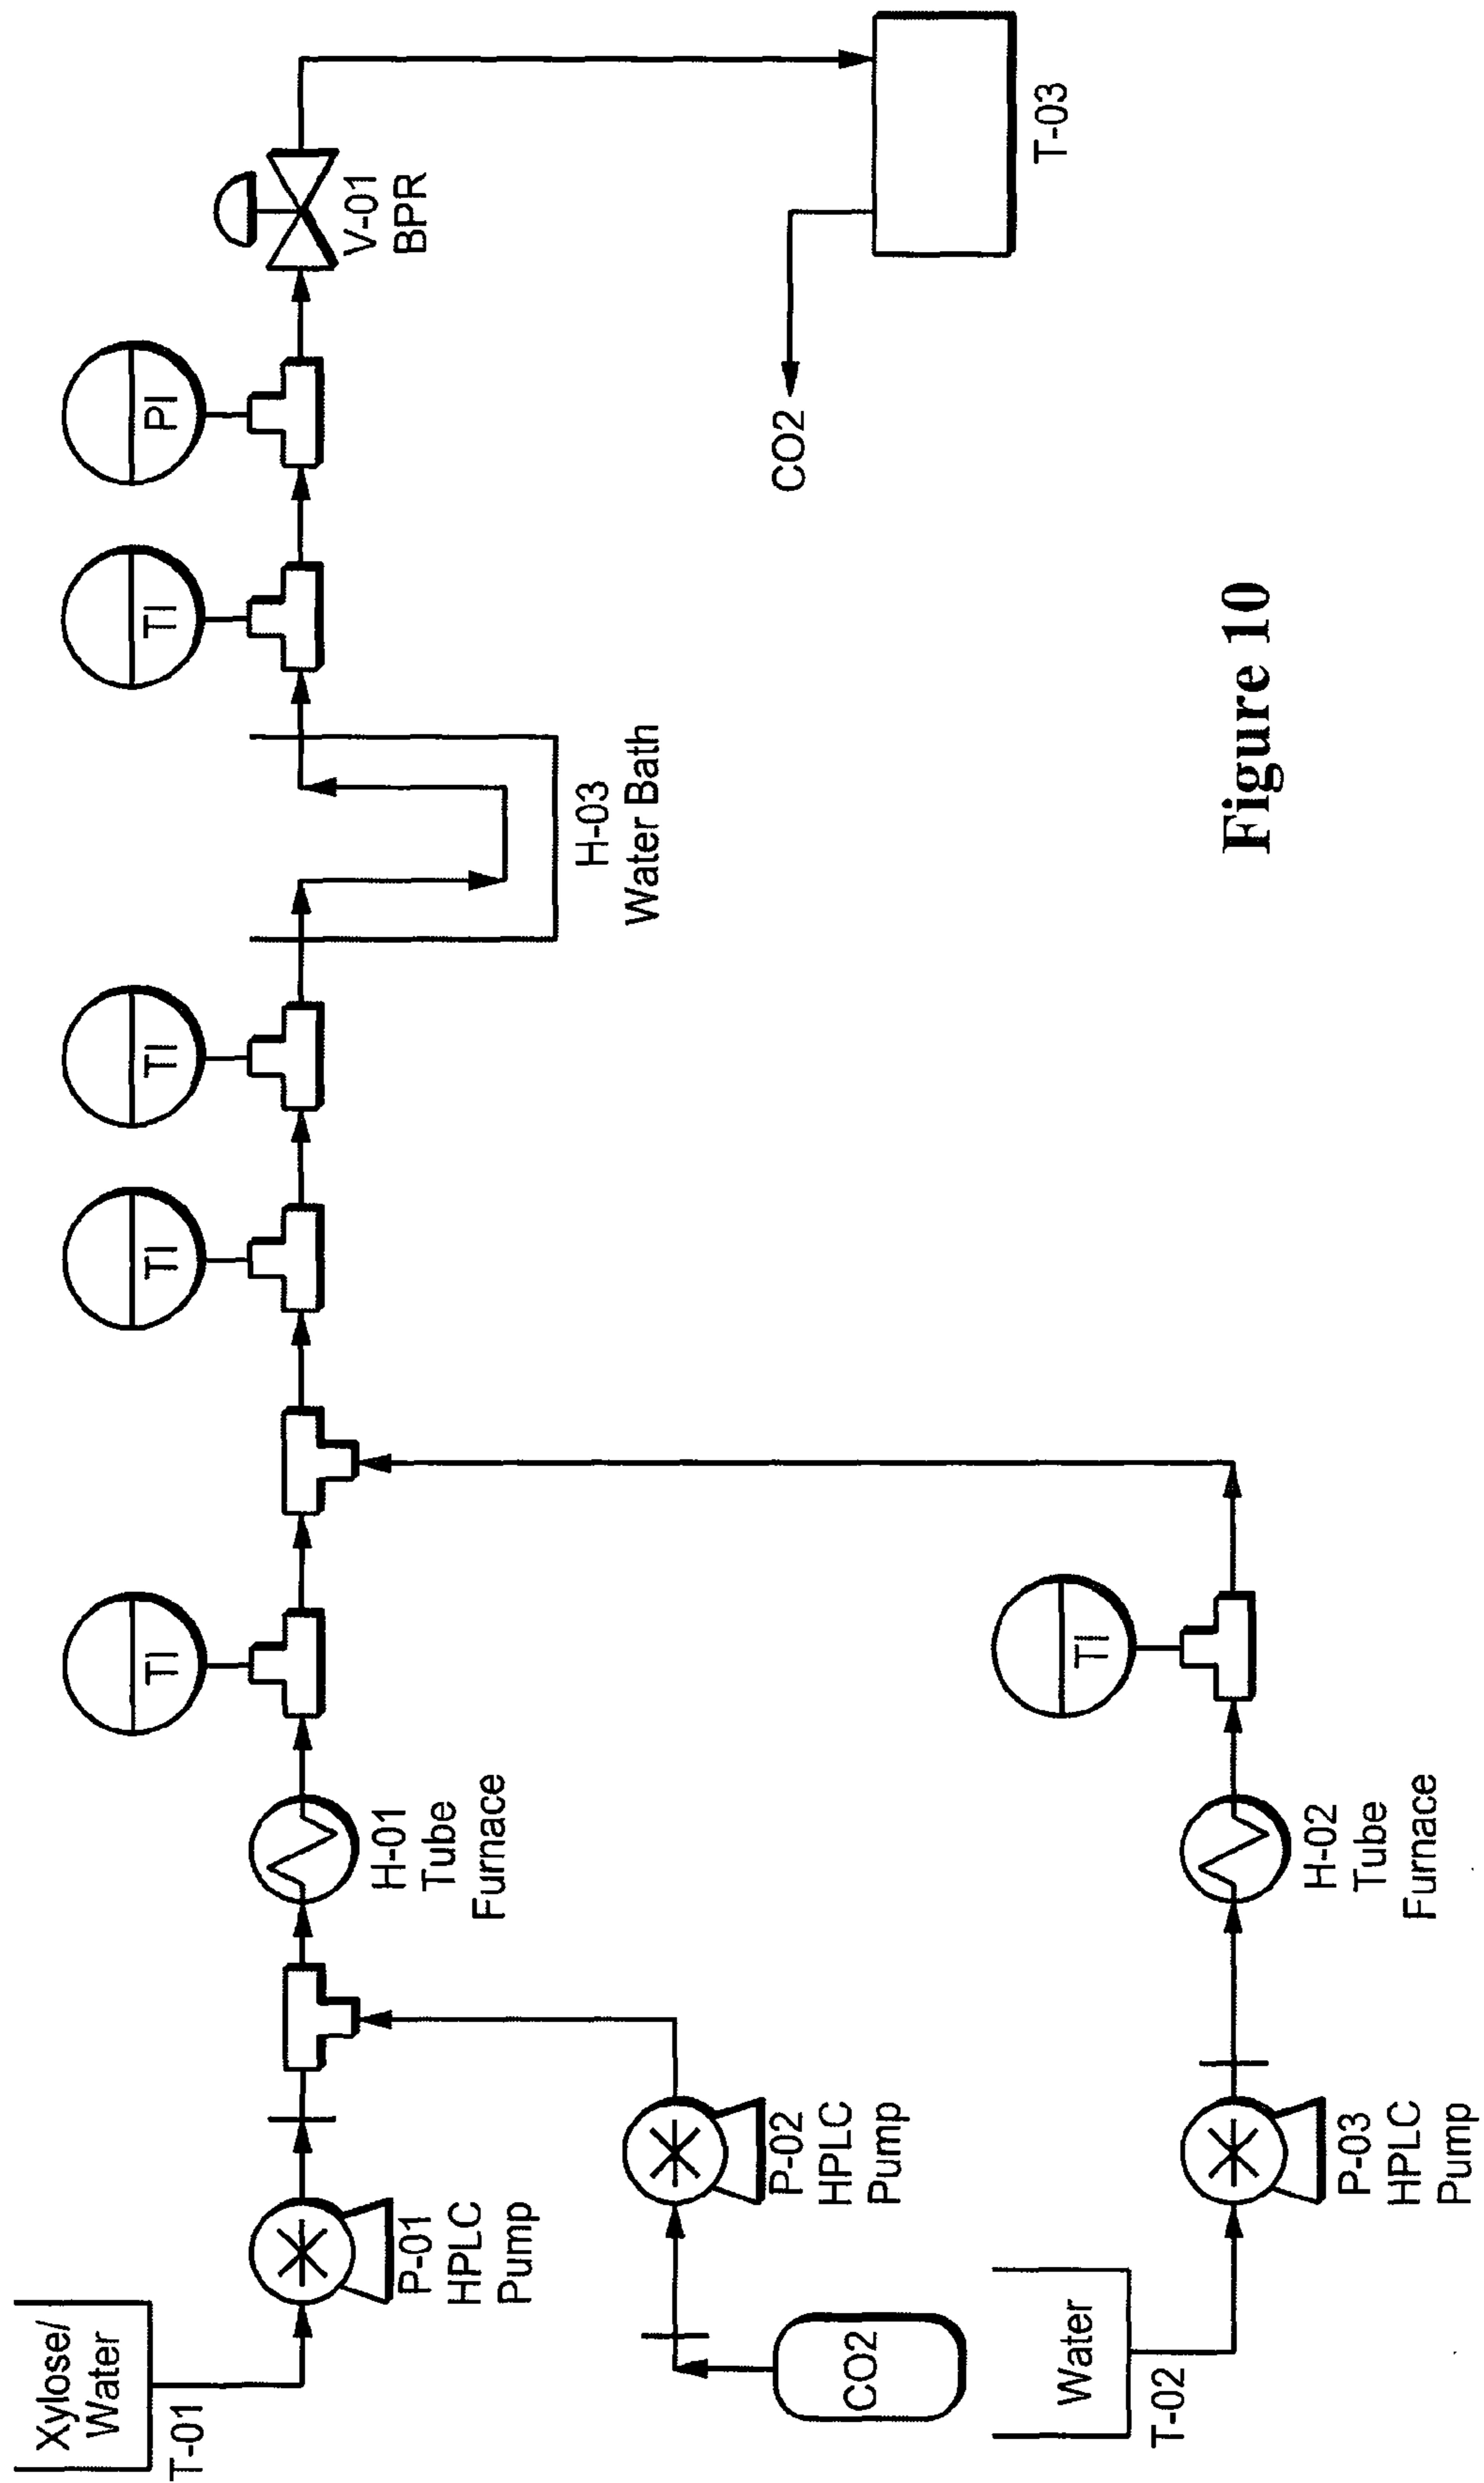 Xylose/
Water
T-01
P-01
HPLC
Pump
CO2
P-02
HPLC
Pump
Water
T-02
P-03
HPLC
Pump
H-01
Tube
Furnace
H-02
Tube
Furnace
TI
TI
TI
TI
H-03
Water Bath
TI
PI
V-01
BPR
CO2
T-03
Figure 10